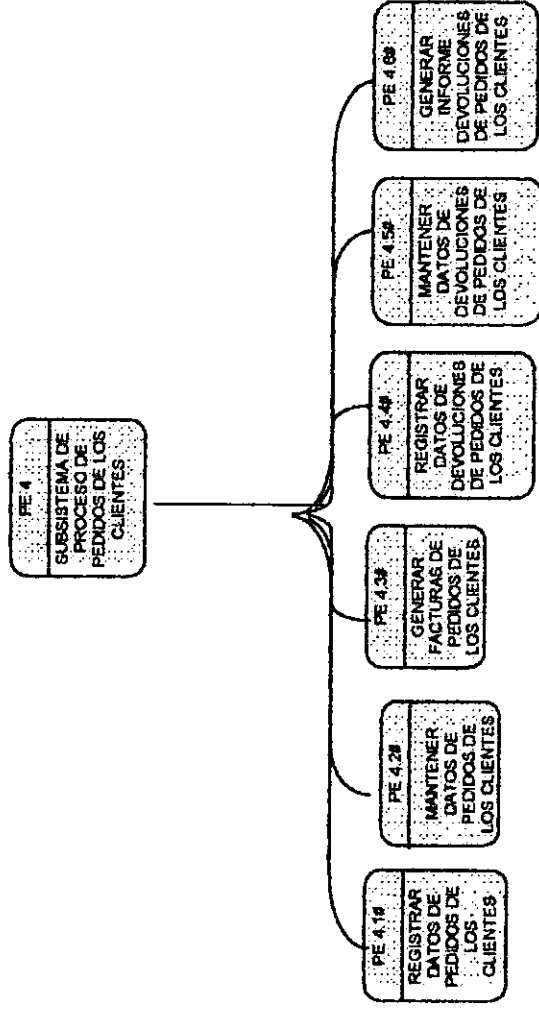 PE 4
SUBSISTEMA DE
PROCESO DE
PEDIDOS DE LOS
CLIENTES
PE 4.1#
REGISTRAR
DATOS DE
PEDIDOS DE
LOS
CLIENTES
PE 4.2#
MANTENER
DATOS DE
PEDIDOS DE
LOS CLIENTES
PE 4.3#
GENERAR
FACTURAS DE
PEDIDOS DE
LOS CLIENTES
PE 4.4#
REGISTRAR
DATOS DE
DEVOLUCIONES
DE PEDIDOS DE
LOS CLIENTES
PE 4.5#
MANTENER
DATOS DE
DEVOLUCIONES
DE PEDIDOS DE
LOS CLIENTES
PE 4.6#
GENERAR
INFORME
DEVOLUCIONES
DE PEDIDOS DE
LOS CLIENTES